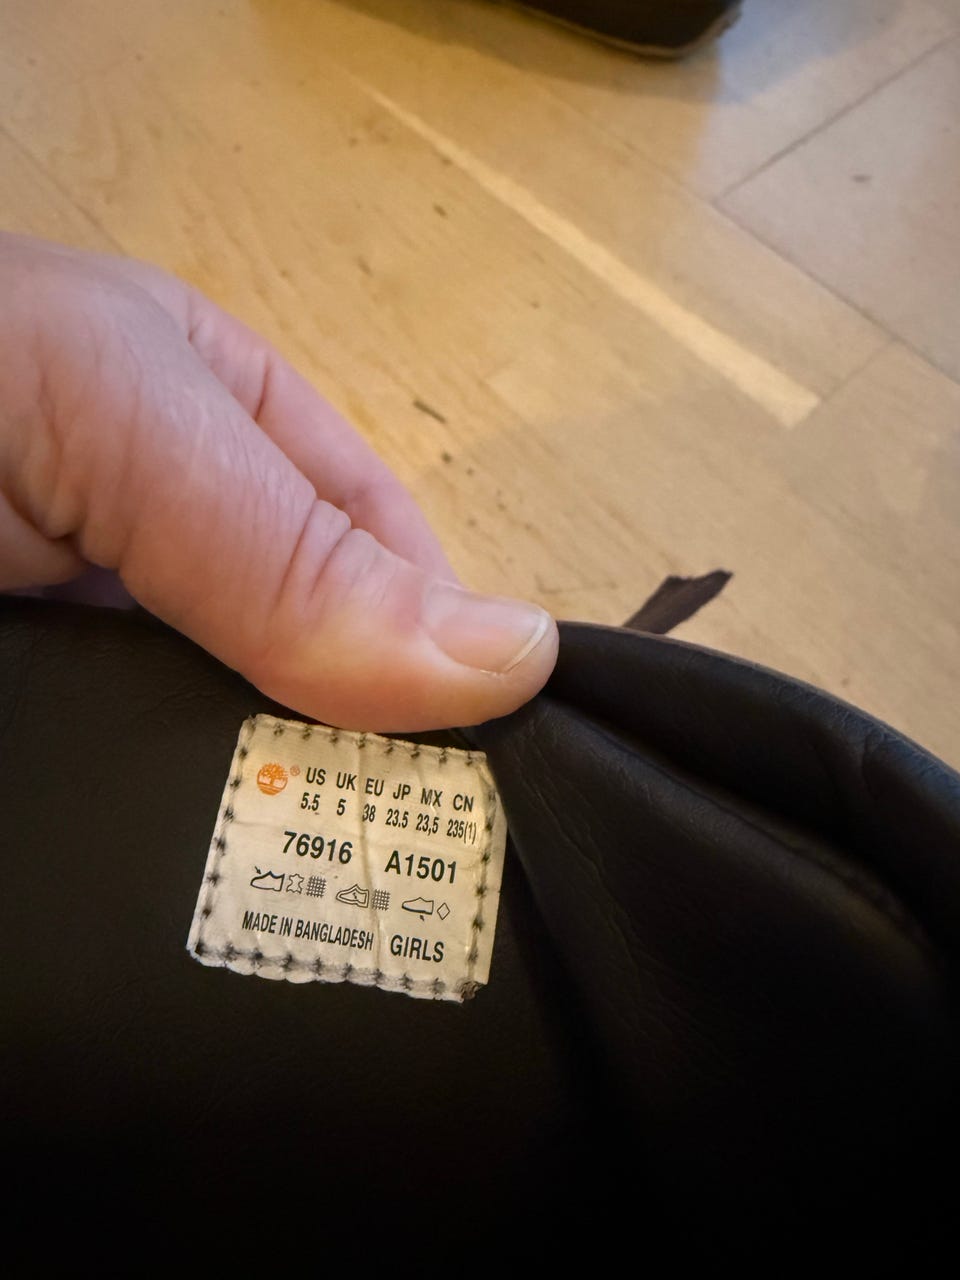 ® US UK EU JP MX CN
5.5 5 38 23.5 23,5 235(1)
76916 A1501
MADE IN BANGLADESH GIRLS